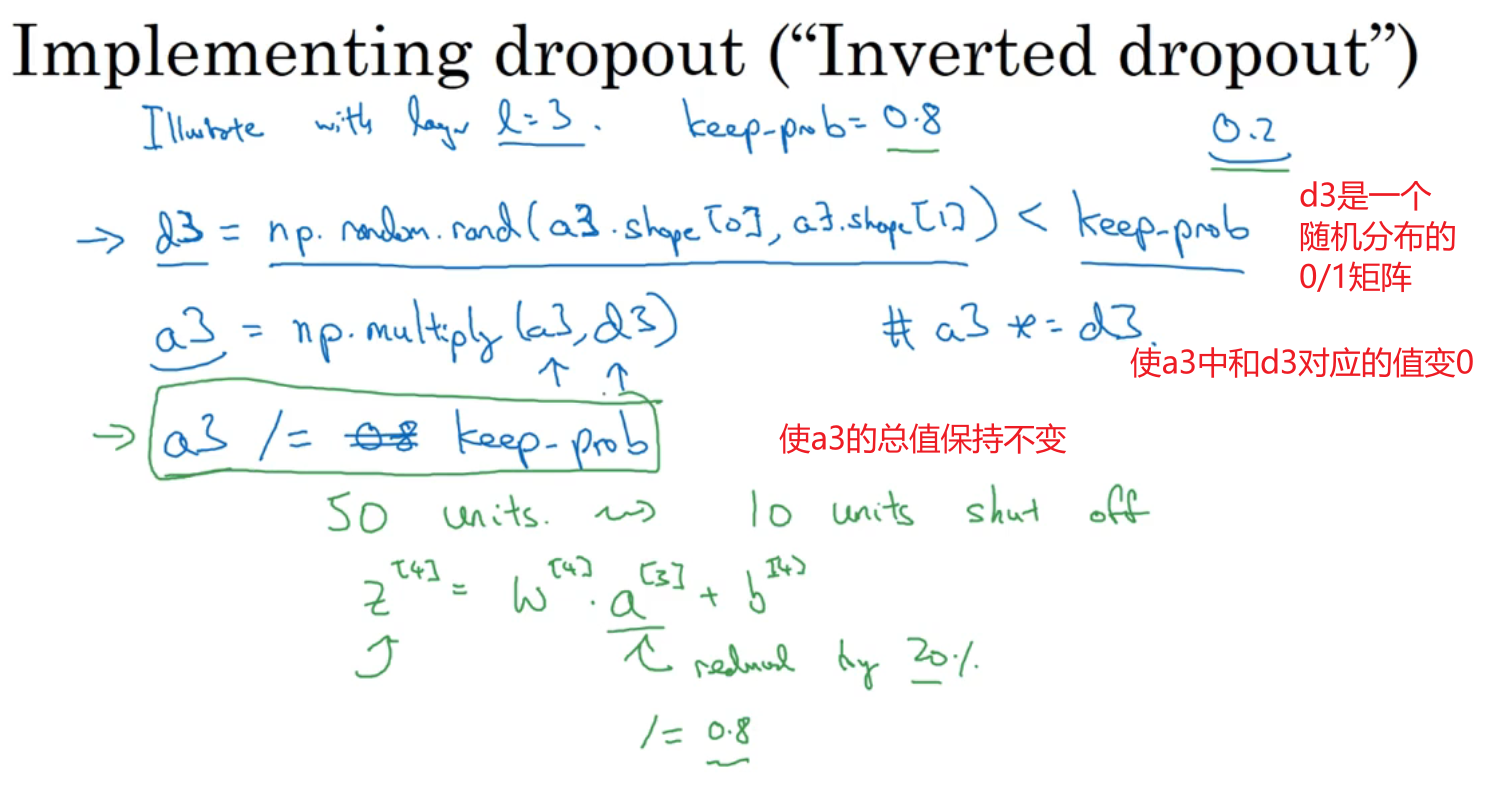 Implementing dropout (“Inverted dropout”)
Illustrate with layer l=3. keep-prob= 0.8 0.2
→ d3 = np.random.rand(a3.shape[0], a3.shape[1]) < keep-prob
d3是一个
随机分布的
0/1矩阵
a3 = np.multiply(a3, d3) # a3 *= d3.
使a3中和d3对应的值变0
→ a3 /= 0.8 keep-prob
使a3的总值保持不变
50 units. ⇝ 10 units shut off
z^[4] = W^[4] · a^[3] + b^[4]
reduced by 20%
/= 0.8